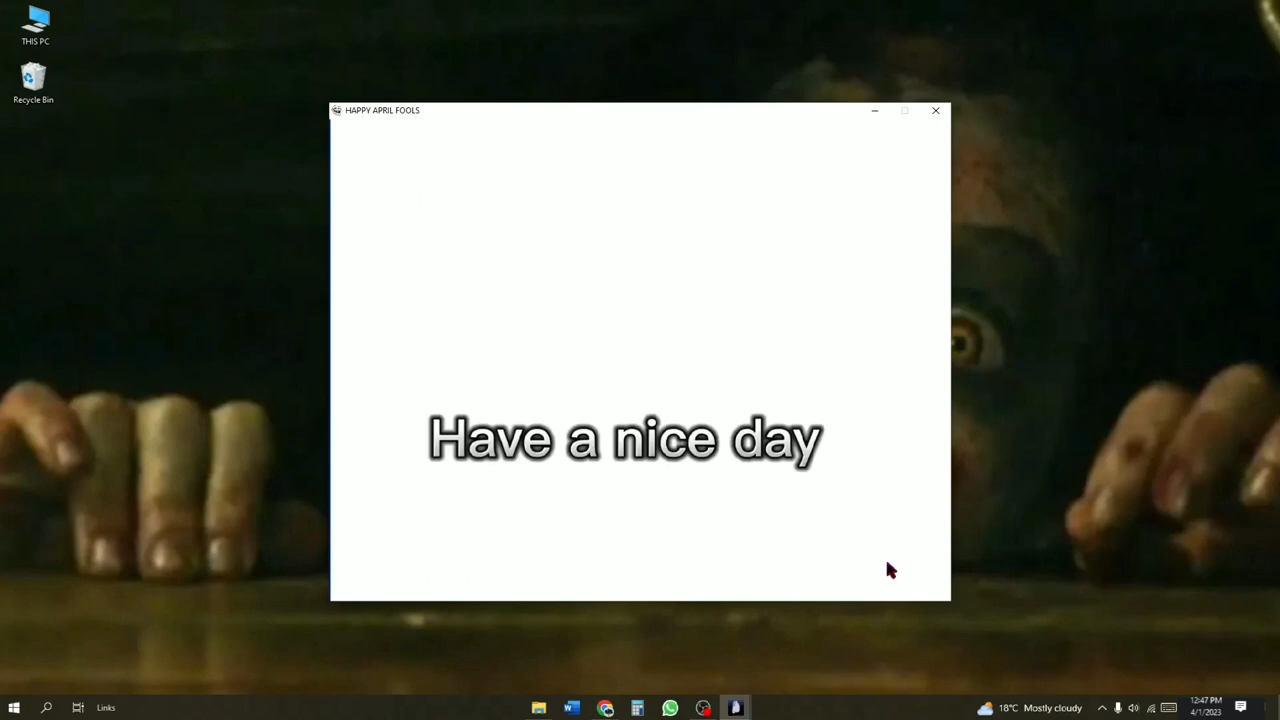 THIS PC
Recycle Bin
HAPPY APRIL FOOLS
Have a nice day
Links
18°C Mostly cloudy
12:47 PM
4/1/2023